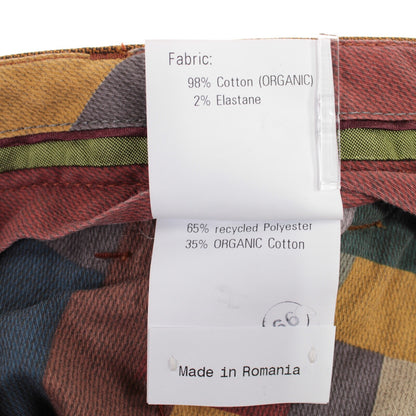 Fabric:
98% Cotton (ORGANIC)
2% Elastane
65% recycled Polyester
35% ORGANIC Cotton
Made in Romania